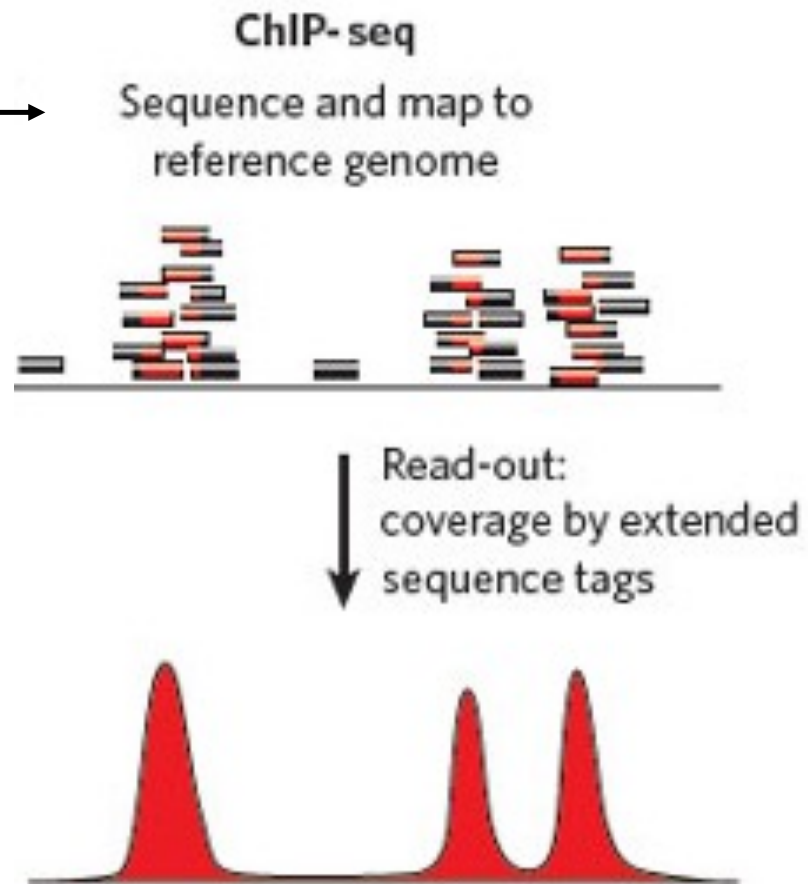 ChIP-seq
Sequence and map to
reference genome
Read-out:
coverage by extended
sequence tags